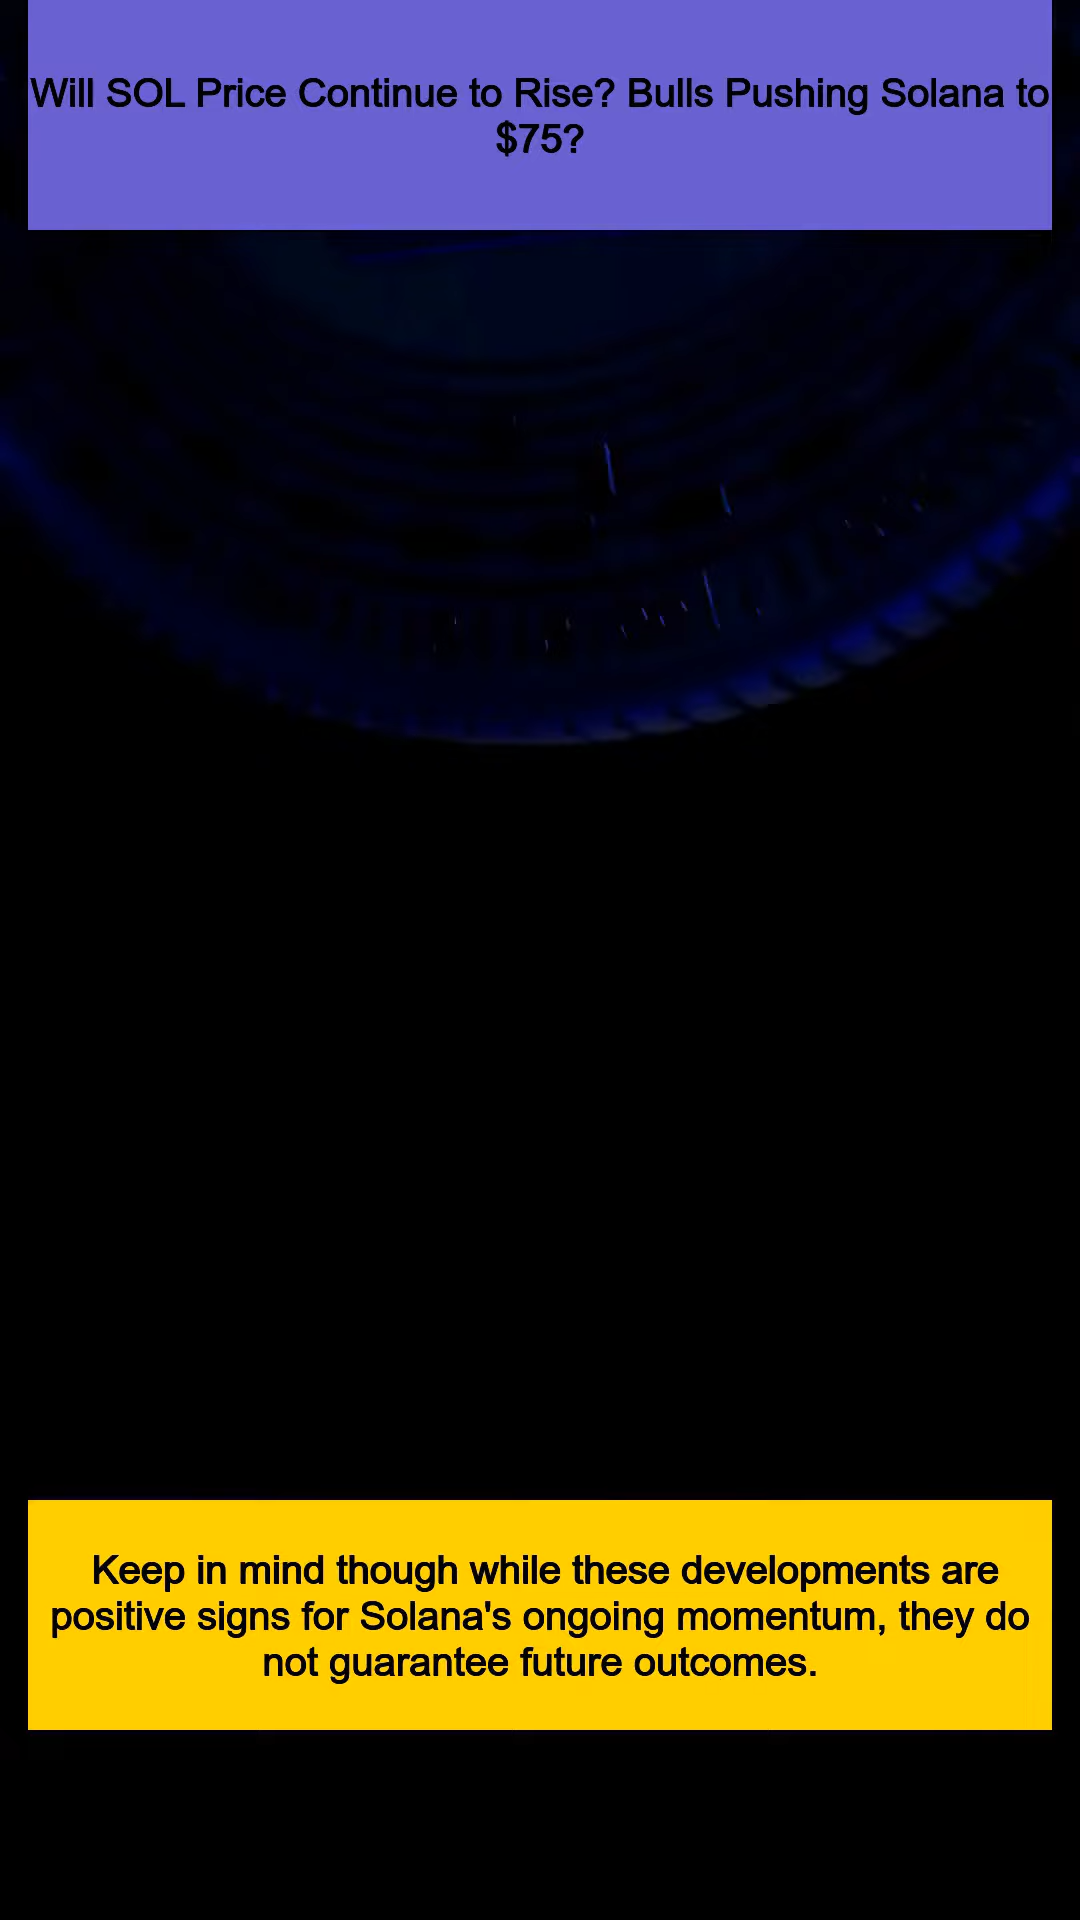 Will SOL Price Continue to Rise? Bulls Pushing Solana to
$75?
Keep in mind though while these developments are
positive signs for Solana's ongoing momentum, they do
not guarantee future outcomes.